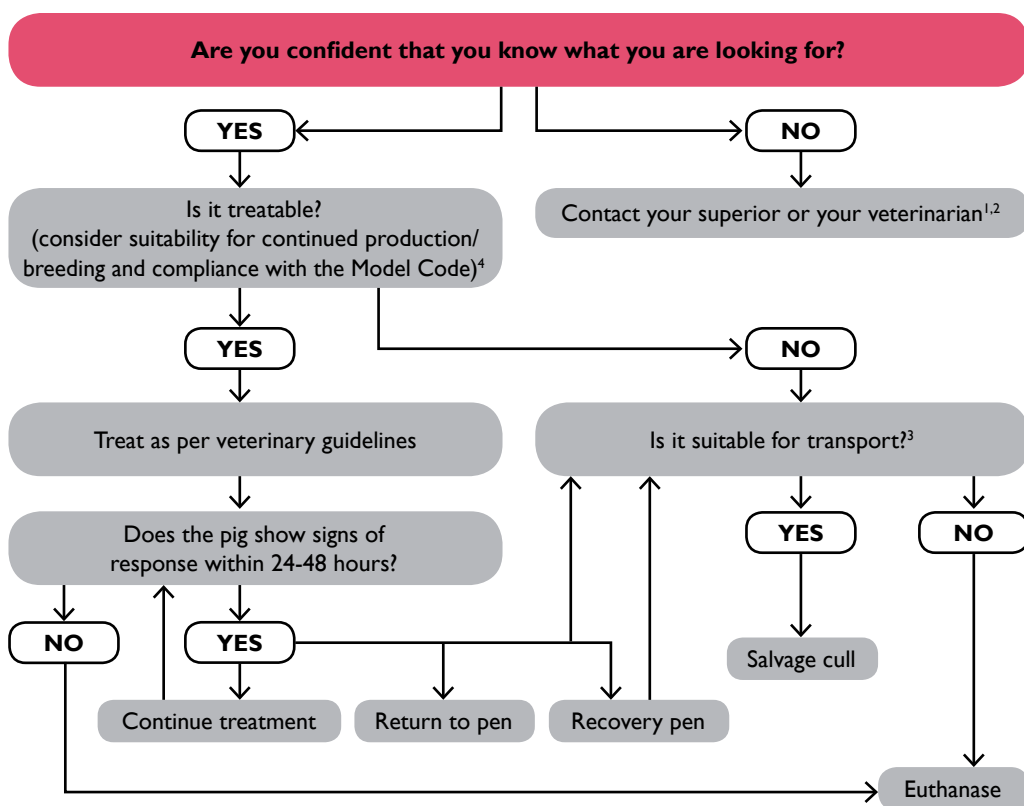 Are you confident that you know what you are looking for?
YES
NO
Is it treatable?
(consider suitability for continued production/
breeding and compliance with the Model Code)⁴
Contact your superior or your veterinarian¹,²
YES
NO
Treat as per veterinary guidelines
Is it suitable for transport?³
Does the pig show signs of
response within 24-48 hours?
YES
NO
NO
YES
Salvage cull
Continue treatment
Return to pen
Recovery pen
Euthanase